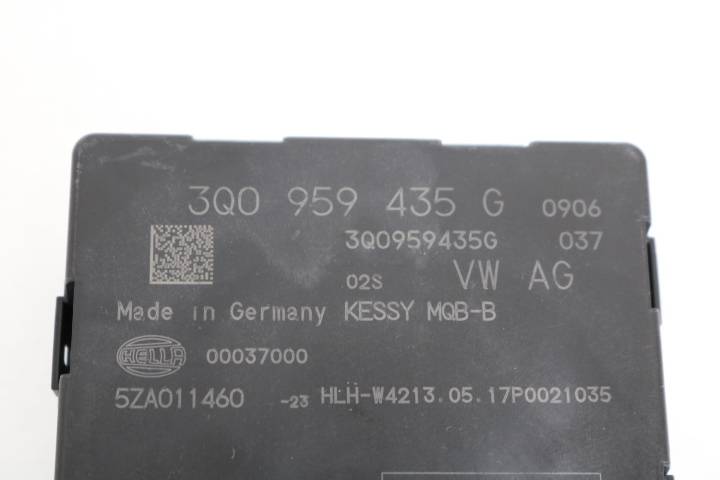 3Q0 959 435 G 0906
3Q0959435G 037
02S VW AG
Made in Germany KESSY MQB-B
HELLA 00037000
5ZA011460 -23 HLH-W4213.05.17P0021035